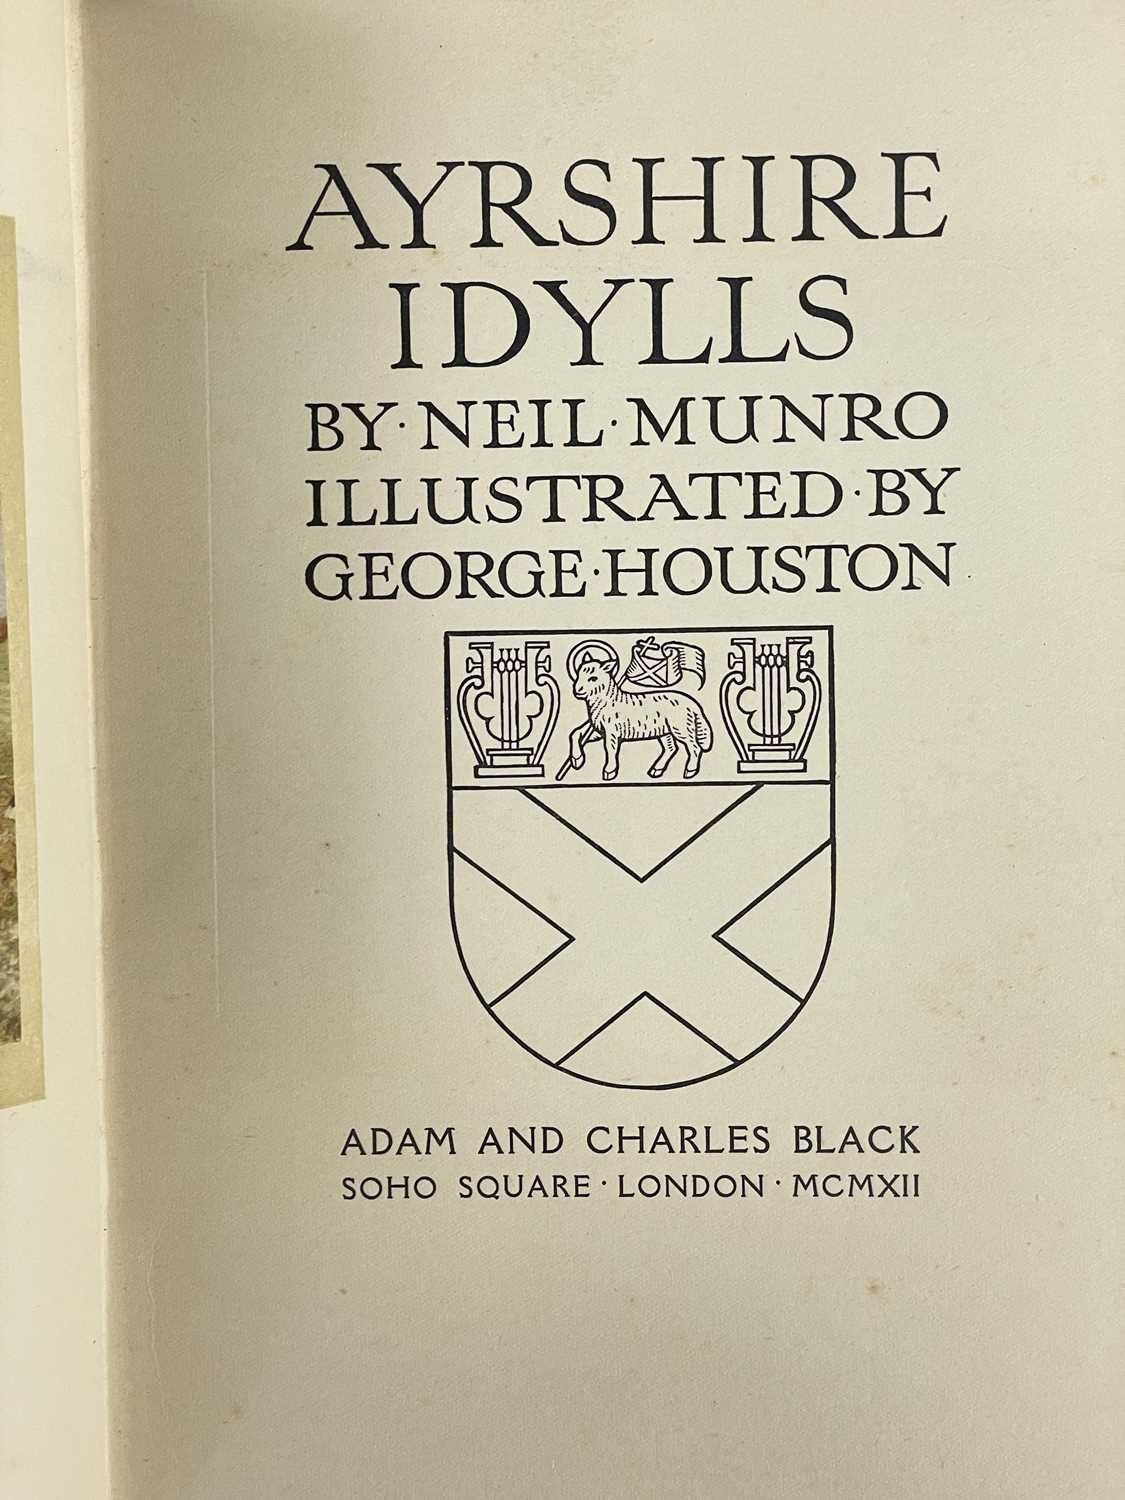 AYRSHIRE
IDYLLS
BY·NEIL·MUNRO
ILLUSTRATED·BY
GEORGE·HOUSTON
ADAM AND CHARLES BLACK
SOHO SQUARE · LONDON · MCMXII